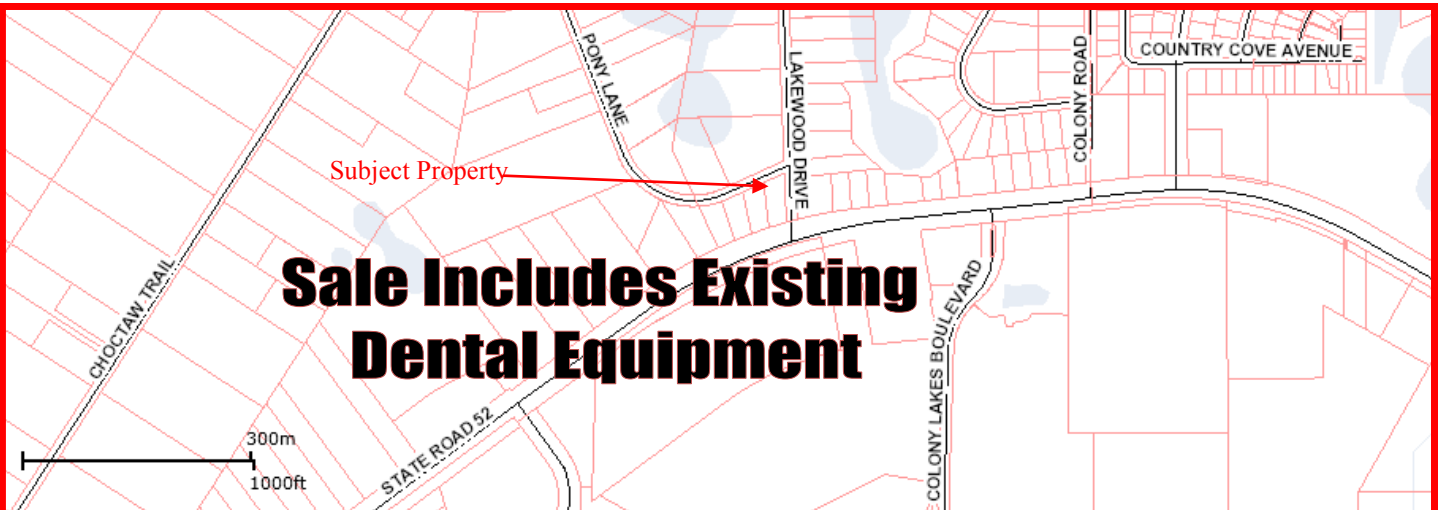 PONY LANE
LAKEWOOD DRIVE
COLONY ROAD
COUNTRY COVE AVENUE
Subject Property
CHOCTAW TRAIL
Sale Includes Existing
Dental Equipment
COLONY LAKES BOULEVARD
STATE ROAD 52
300m
1000ft